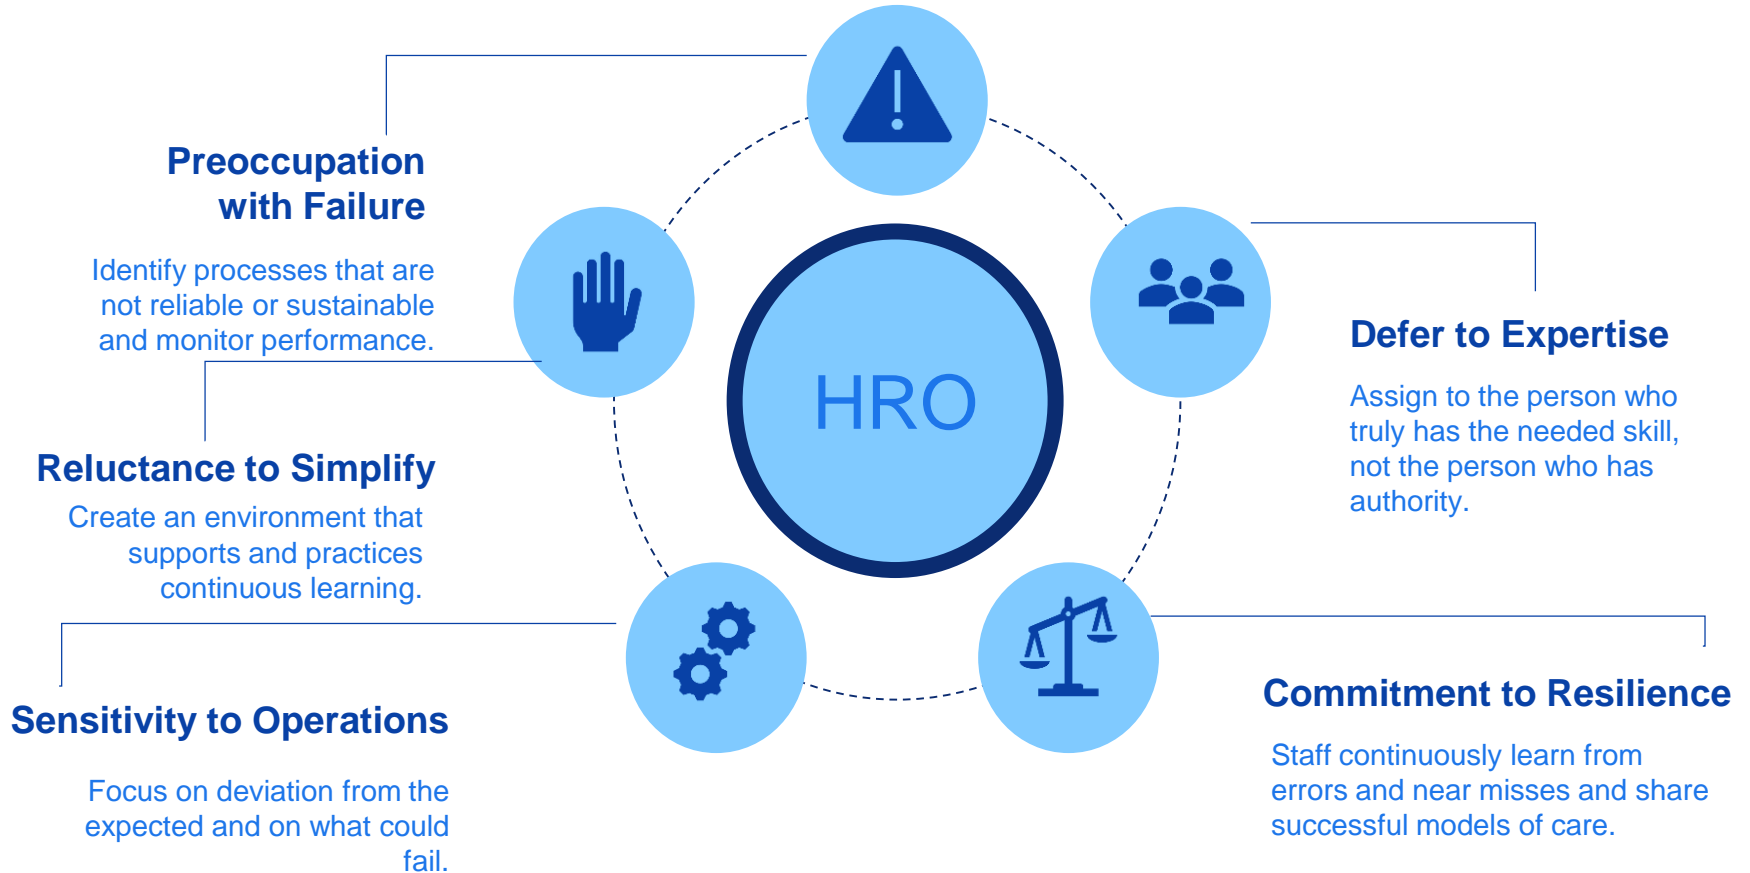 Preoccupation
with Failure
Identify processes that are
not reliable or sustainable
and monitor performance.
Reluctance to Simplify
Create an environment that
supports and practices
continuous learning.
Sensitivity to Operations
Focus on deviation from the
expected and on what could
fail.
HRO
Defer to Expertise
Assign to the person who
truly has the needed skill,
not the person who has
authority.
Commitment to Resilience
Staff continuously learn from
errors and near misses and share
successful models of care.